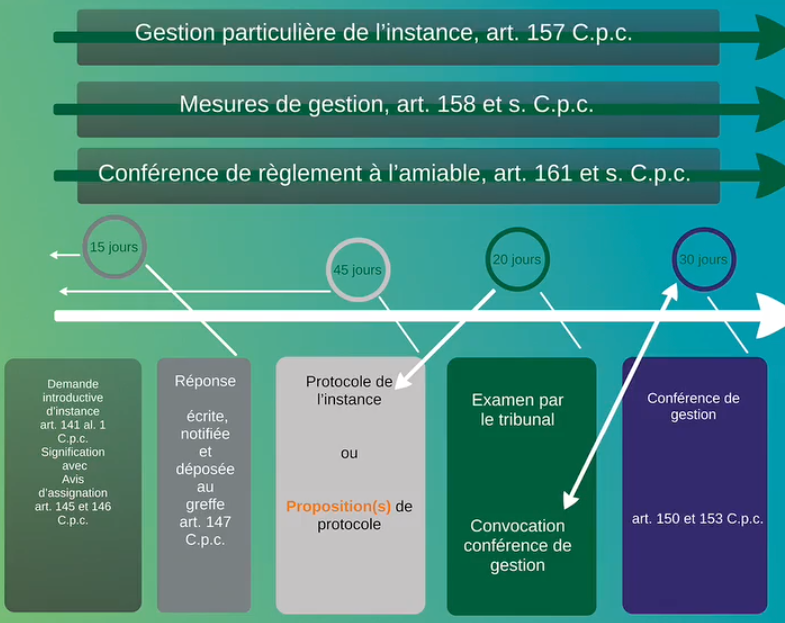 Gestion particulière de l'instance, art. 157 C.p.c.
Mesures de gestion, art. 158 et s. C.p.c.
Conférence de règlement à l'amiable, art. 161 et s. C.p.c.
15 jours
45 jours
20 jours
30 jours
Demande
introductive
d'instance
art. 141 al. 1
C.p.c.
Signification
avec
Avis
d'assignation
art. 145 et 146
C.p.c.
Réponse
écrite,
notifiée
et
déposée
au
greffe
art. 147
C.p.c.
Protocole de
l'instance
ou
Proposition(s) de
protocole
Examen par
le tribunal
Convocation
conférence de
gestion
Conférence de
gestion
art. 150 et 153 C.p.c.